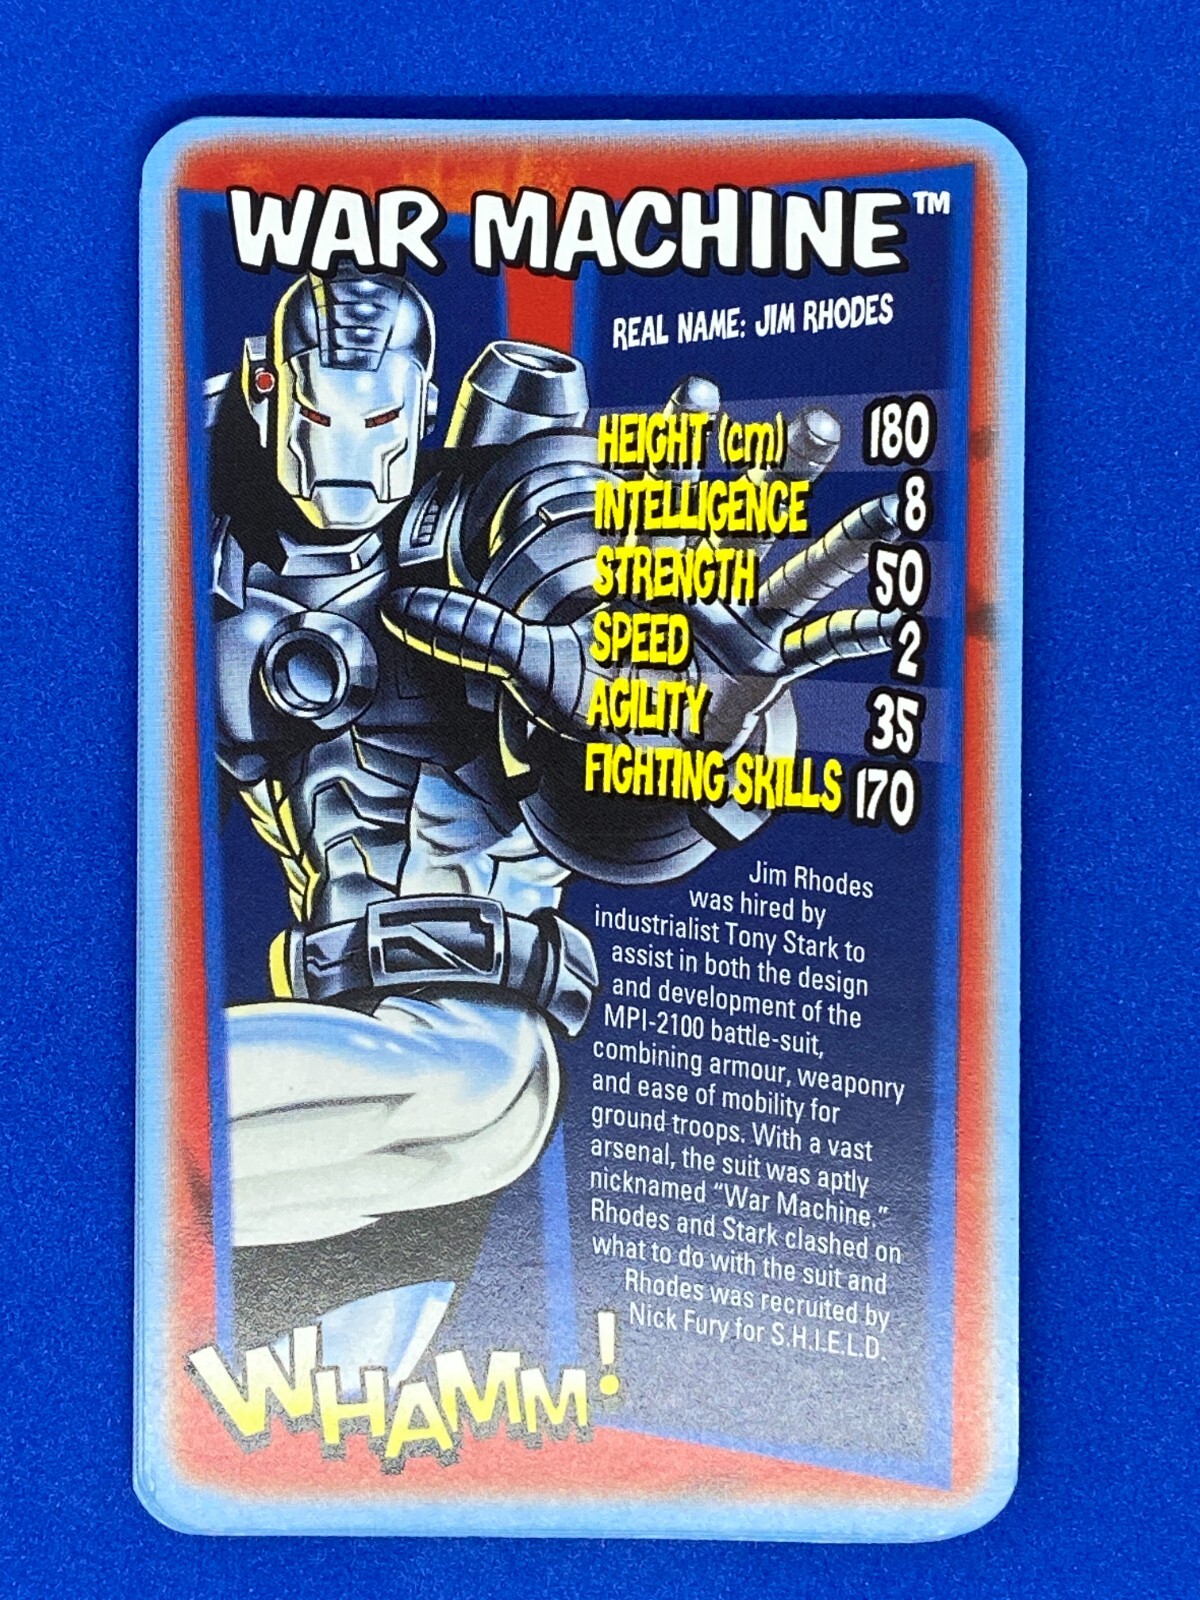 WAR MACHINE™
REAL NAME: JIM RHODES
HEIGHT (cm) 180
INTELLIGENCE 8
STRENGTH 50
SPEED 2
AGILITY 35
FIGHTING SKILLS 170
Jim Rhodes
was hired by
industrialist Tony Stark to
assist in both the design
and development of the
MPI-2100 battle-suit,
combining armour, weaponry
and ease of mobility for
ground troops. With a vast
arsenal, the suit was aptly
nicknamed “War Machine.”
Rhodes and Stark clashed on
what to do with the suit and
Rhodes was recruited by
Nick Fury for S.H.I.E.L.D.
WHAMM!